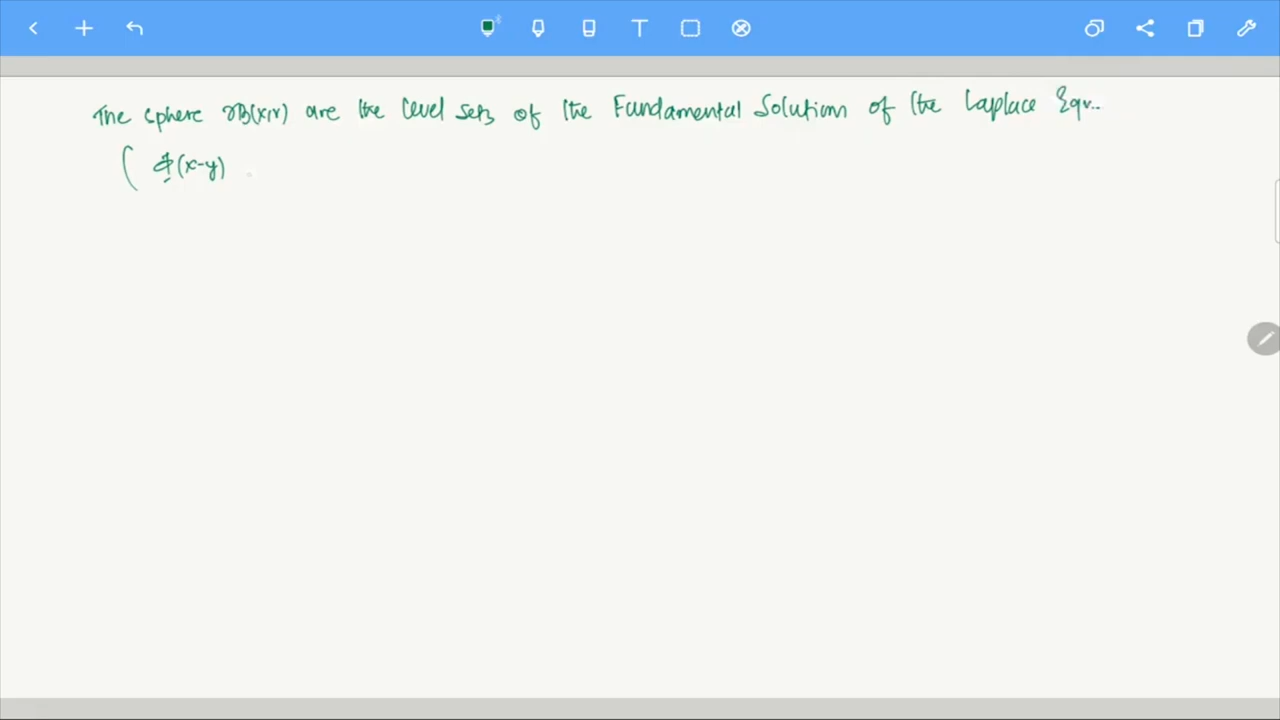 The sphere ∂B(x,r) are the level sets of the Fundamental Solution of the Laplace Eqn..
( Φ(x-y)